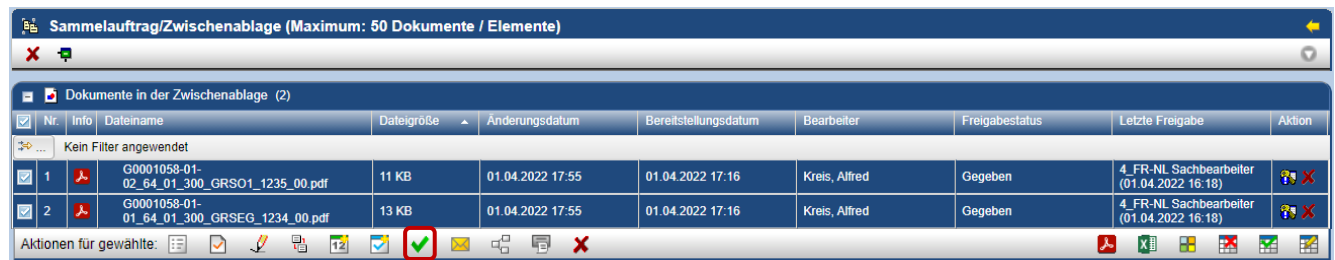 Sammelauftrag/Zwischenablage (Maximum: 50 Dokumente / Elemente)
Dokumente in der Zwischenablage (2)
Nr. Info Dateiname Dateigröße Änderungsdatum Bereitstellungsdatum Bearbeiter Freigabestatus Letzte Freigabe Aktion
... Kein Filter angewendet
1 G0001058-01-02_64_01_300_GRSO1_1235_00.pdf 11 KB 01.04.2022 17:55 01.04.2022 17:16 Kreis, Alfred Gegeben 4_FR-NL Sachbearbeiter (01.04.2022 16:18)
2 G0001058-01-01_64_01_300_GRSEG_1234_00.pdf 13 KB 01.04.2022 17:55 01.04.2022 17:16 Kreis, Alfred Gegeben 4_FR-NL Sachbearbeiter (01.04.2022 16:18)
Aktionen für gewählte: 12